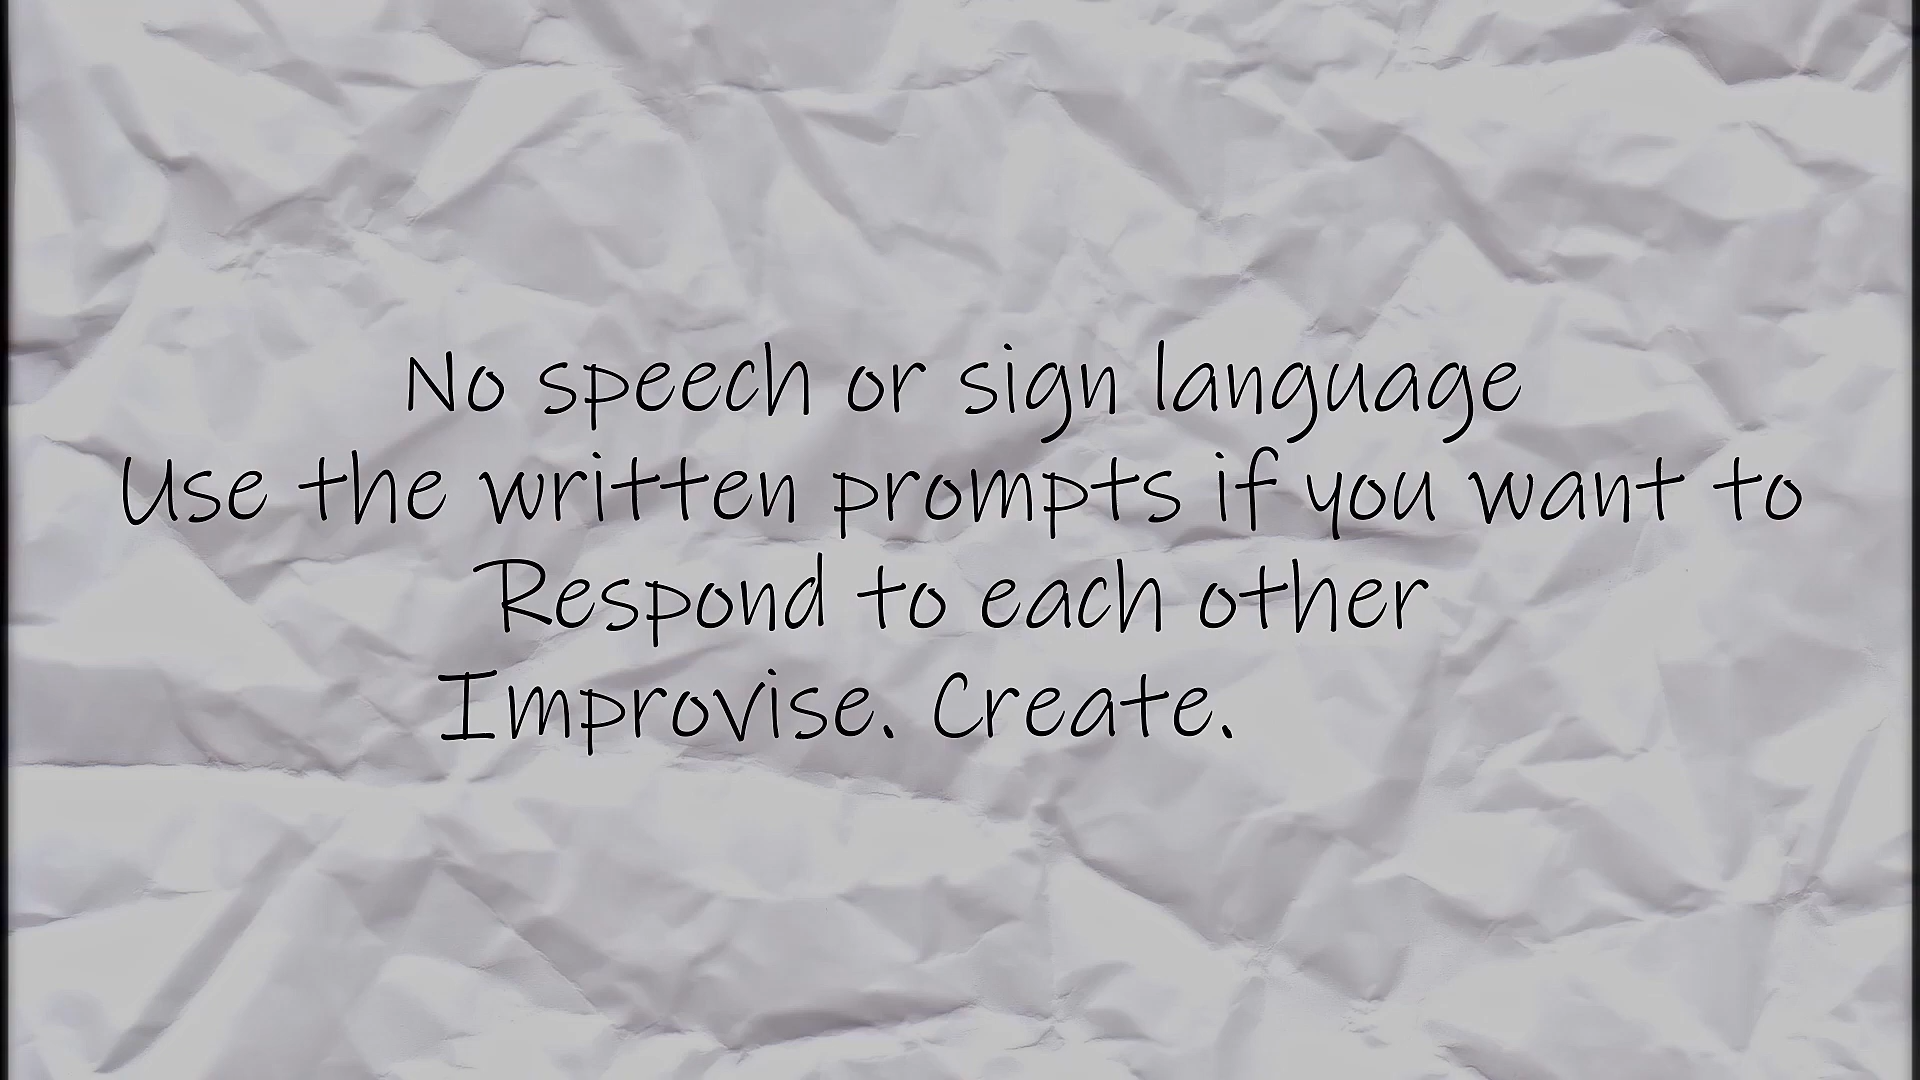 No speech or sign language
Use the written prompts if you want to
Respond to each other
Improvise. Create.